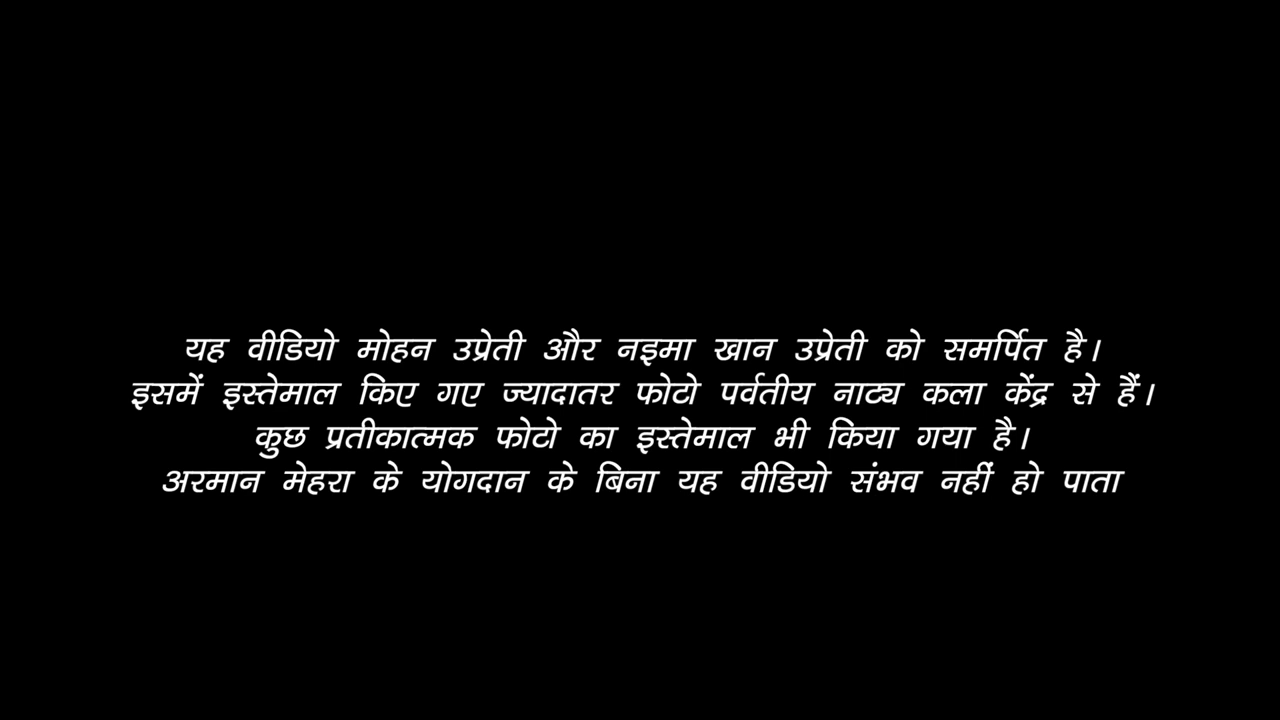 यह वीडियो मोहन उप्रेती और नइमा खान उप्रेती को समर्पित है।
इसमें इस्तेमाल किए गए ज्यादातर फोटो पर्वतीय नाट्य कला केंद्र से हैं।
कुछ प्रतीकात्मक फोटो का इस्तेमाल भी किया गया है।
अरमान मेहरा के योगदान के बिना यह वीडियो संभव नहीं हो पाता